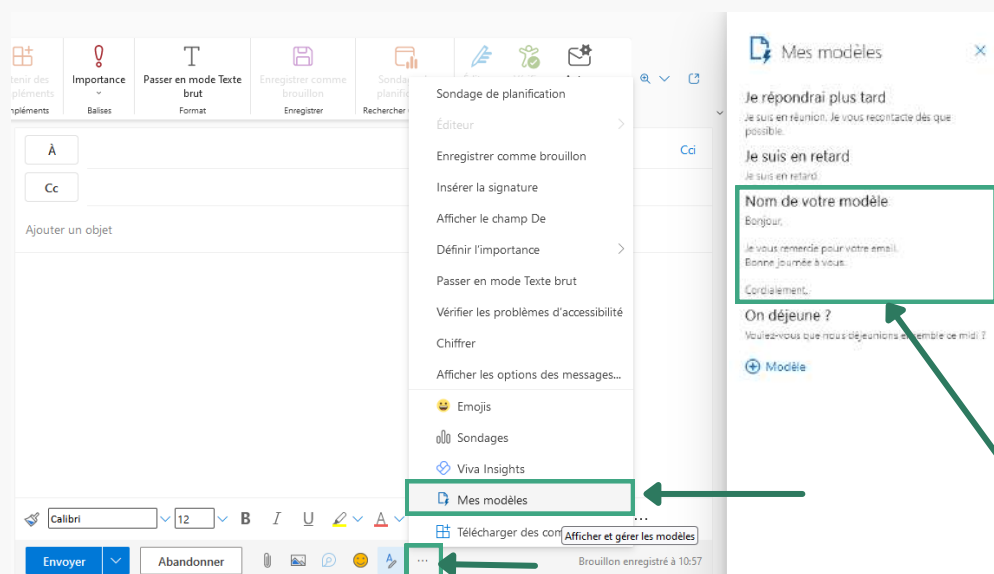 Importance
Passer en mode Texte
brut
Enregistrer comme
brouillon
Balises
Format
Enregistrer
Rechercher
À
Cci
Cc
Ajouter un objet
Sondage de planification
Éditeur
Enregistrer comme brouillon
Insérer la signature
Afficher le champ De
Définir l'importance
Passer en mode Texte brut
Vérifier les problèmes d'accessibilité
Chiffrer
Afficher les options des messages...
Emojis
Sondages
Viva Insights
Mes modèles
Télécharger des
Afficher et gérer les modèles
Calibri
12
B I U A
...
Envoyer
Abandonner
...
Brouillon enregistré à 10:57
Mes modèles
Je répondrai plus tard
Je suis en réunion. Je vous recontacte dès que
possible.
Je suis en retard
Je suis en retard.
Nom de votre modèle
Bonjour,
Je vous remercie pour votre email.
Bonne journée à vous.
Cordialement,
On déjeune ?
Voulez-vous que nous déjeunions ensemble ce midi ?
Modèle